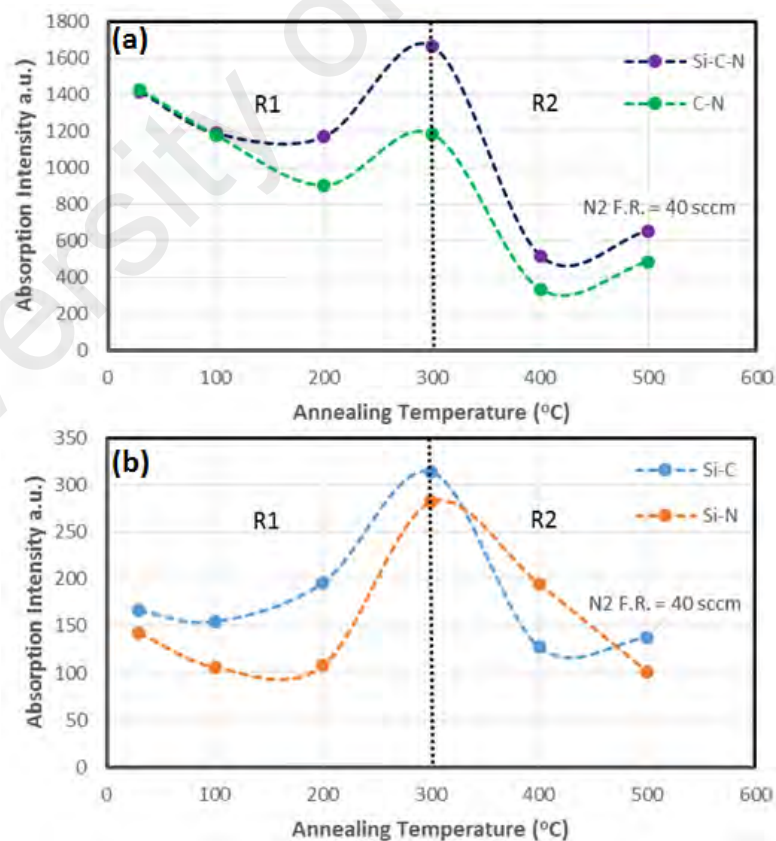 University of
(a)
1800
1600
1400
1200
1000
800
600
400
200
0
Absorption Intensity a.u.
R1
R2
Si-C-N
C-N
N2 F.R. = 40 sccm
0 100 200 300 400 500 600
Annealing Temperature (°C)
(b)
350
300
250
200
150
100
50
0
Absorption Intensity a.u.
R1
R2
Si-C
Si-N
N2 F.R. = 40 sccm
0 100 200 300 400 500 600
Annealing Temperature (°C)